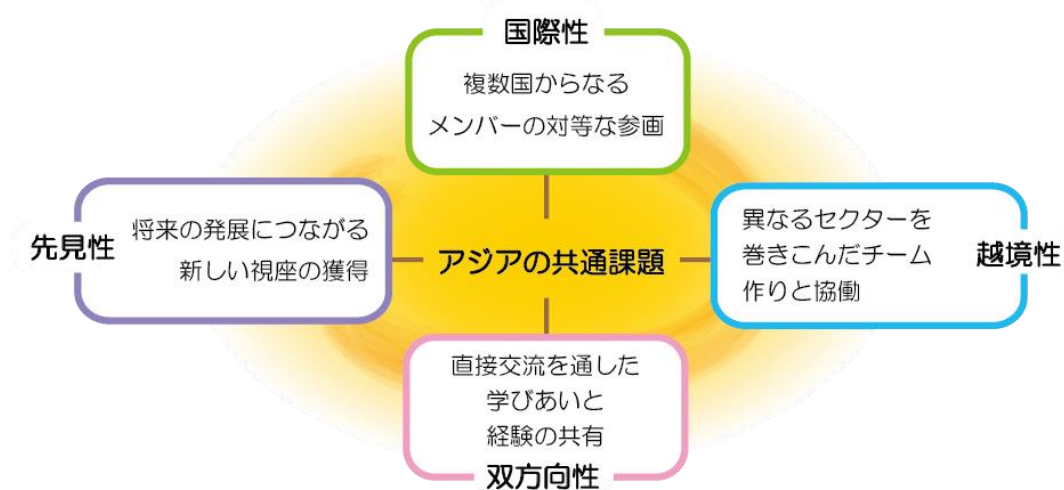 国際性
複数国からなる
メンバーの対等な参画
先見性
将来の発展につながる
新しい視座の獲得
アジアの共通課題
異なるセクターを
巻きこんだチーム
作りと協働
越境性
直接交流を通した
学びあいと
経験の共有
双方向性